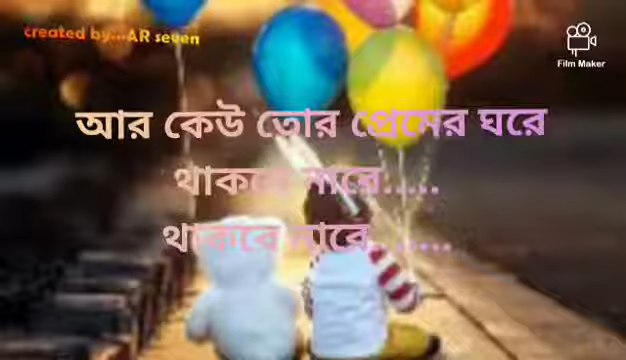 created by...AR seven
Film Maker
আর কেউ তোর প্রেমের ঘরে
থাকবে নারে.....
থাকবে নারে........